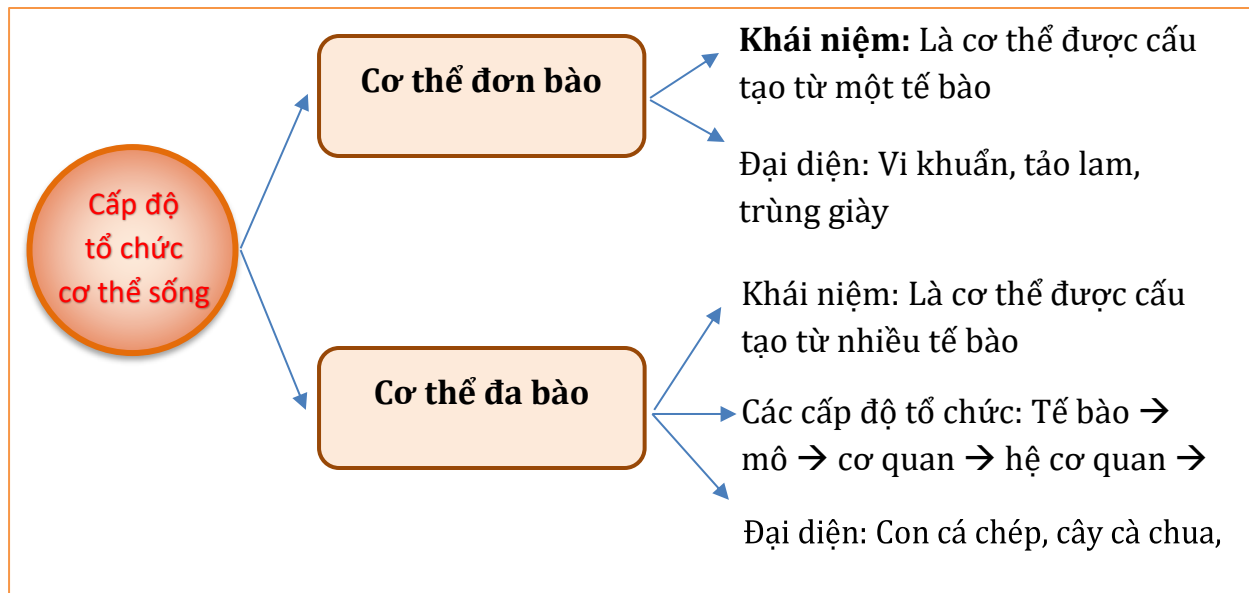 Cấp độ
tổ chức
cơ thể sống
Cơ thể đơn bào
Khái niệm: Là cơ thể được cấu
tạo từ một tế bào
Đại diện: Vi khuẩn, tảo lam,
trùng giày
Cơ thể đa bào
Khái niệm: Là cơ thể được cấu
tạo từ nhiều tế bào
Các cấp độ tổ chức: Tế bào →
mô → cơ quan → hệ cơ quan →
Đại diện: Con cá chép, cây cà chua,